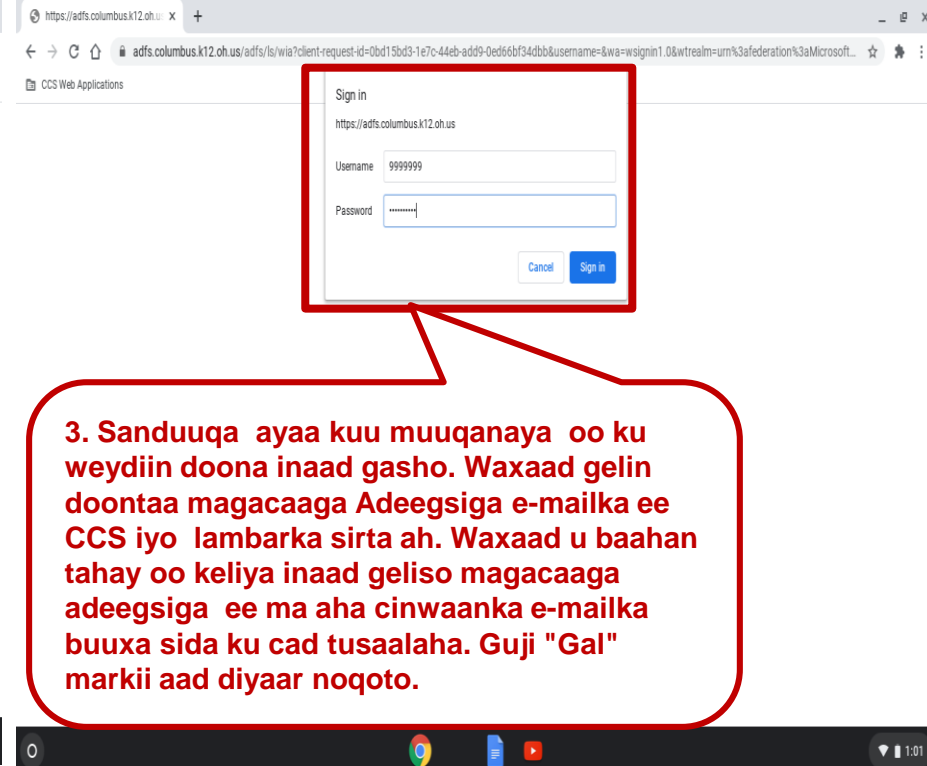 https://adfs.columbus.k12.oh.u: x +
adfs.columbus.k12.oh.us/adfs/ls/wia?client-request-id=0bd15bd3-1e7c-44eb-add9-0ed66bf34dbb&username=&wa=wsignin1.0&wtrealm=urn%3afederation%3aMicrosoft...
CCS Web Applications
Sign in
https://adfs.columbus.k12.oh.us
Username 9999999
Password ··········
Cancel Sign in
3. Sanduuqa ayaa kuu muuqanaya oo ku
weydiin doona inaad gasho. Waxaad gelin
doontaa magacaaga Adeegsiga e-mailka ee
CCS iyo lambarka sirta ah. Waxaad u baahan
tahay oo keliya inaad geliso magacaaga
adeegsiga ee ma aha cinwaanka e-mailka
buuxa sida ku cad tusaalaha. Guji "Gal"
markii aad diyaar noqoto.
1:01